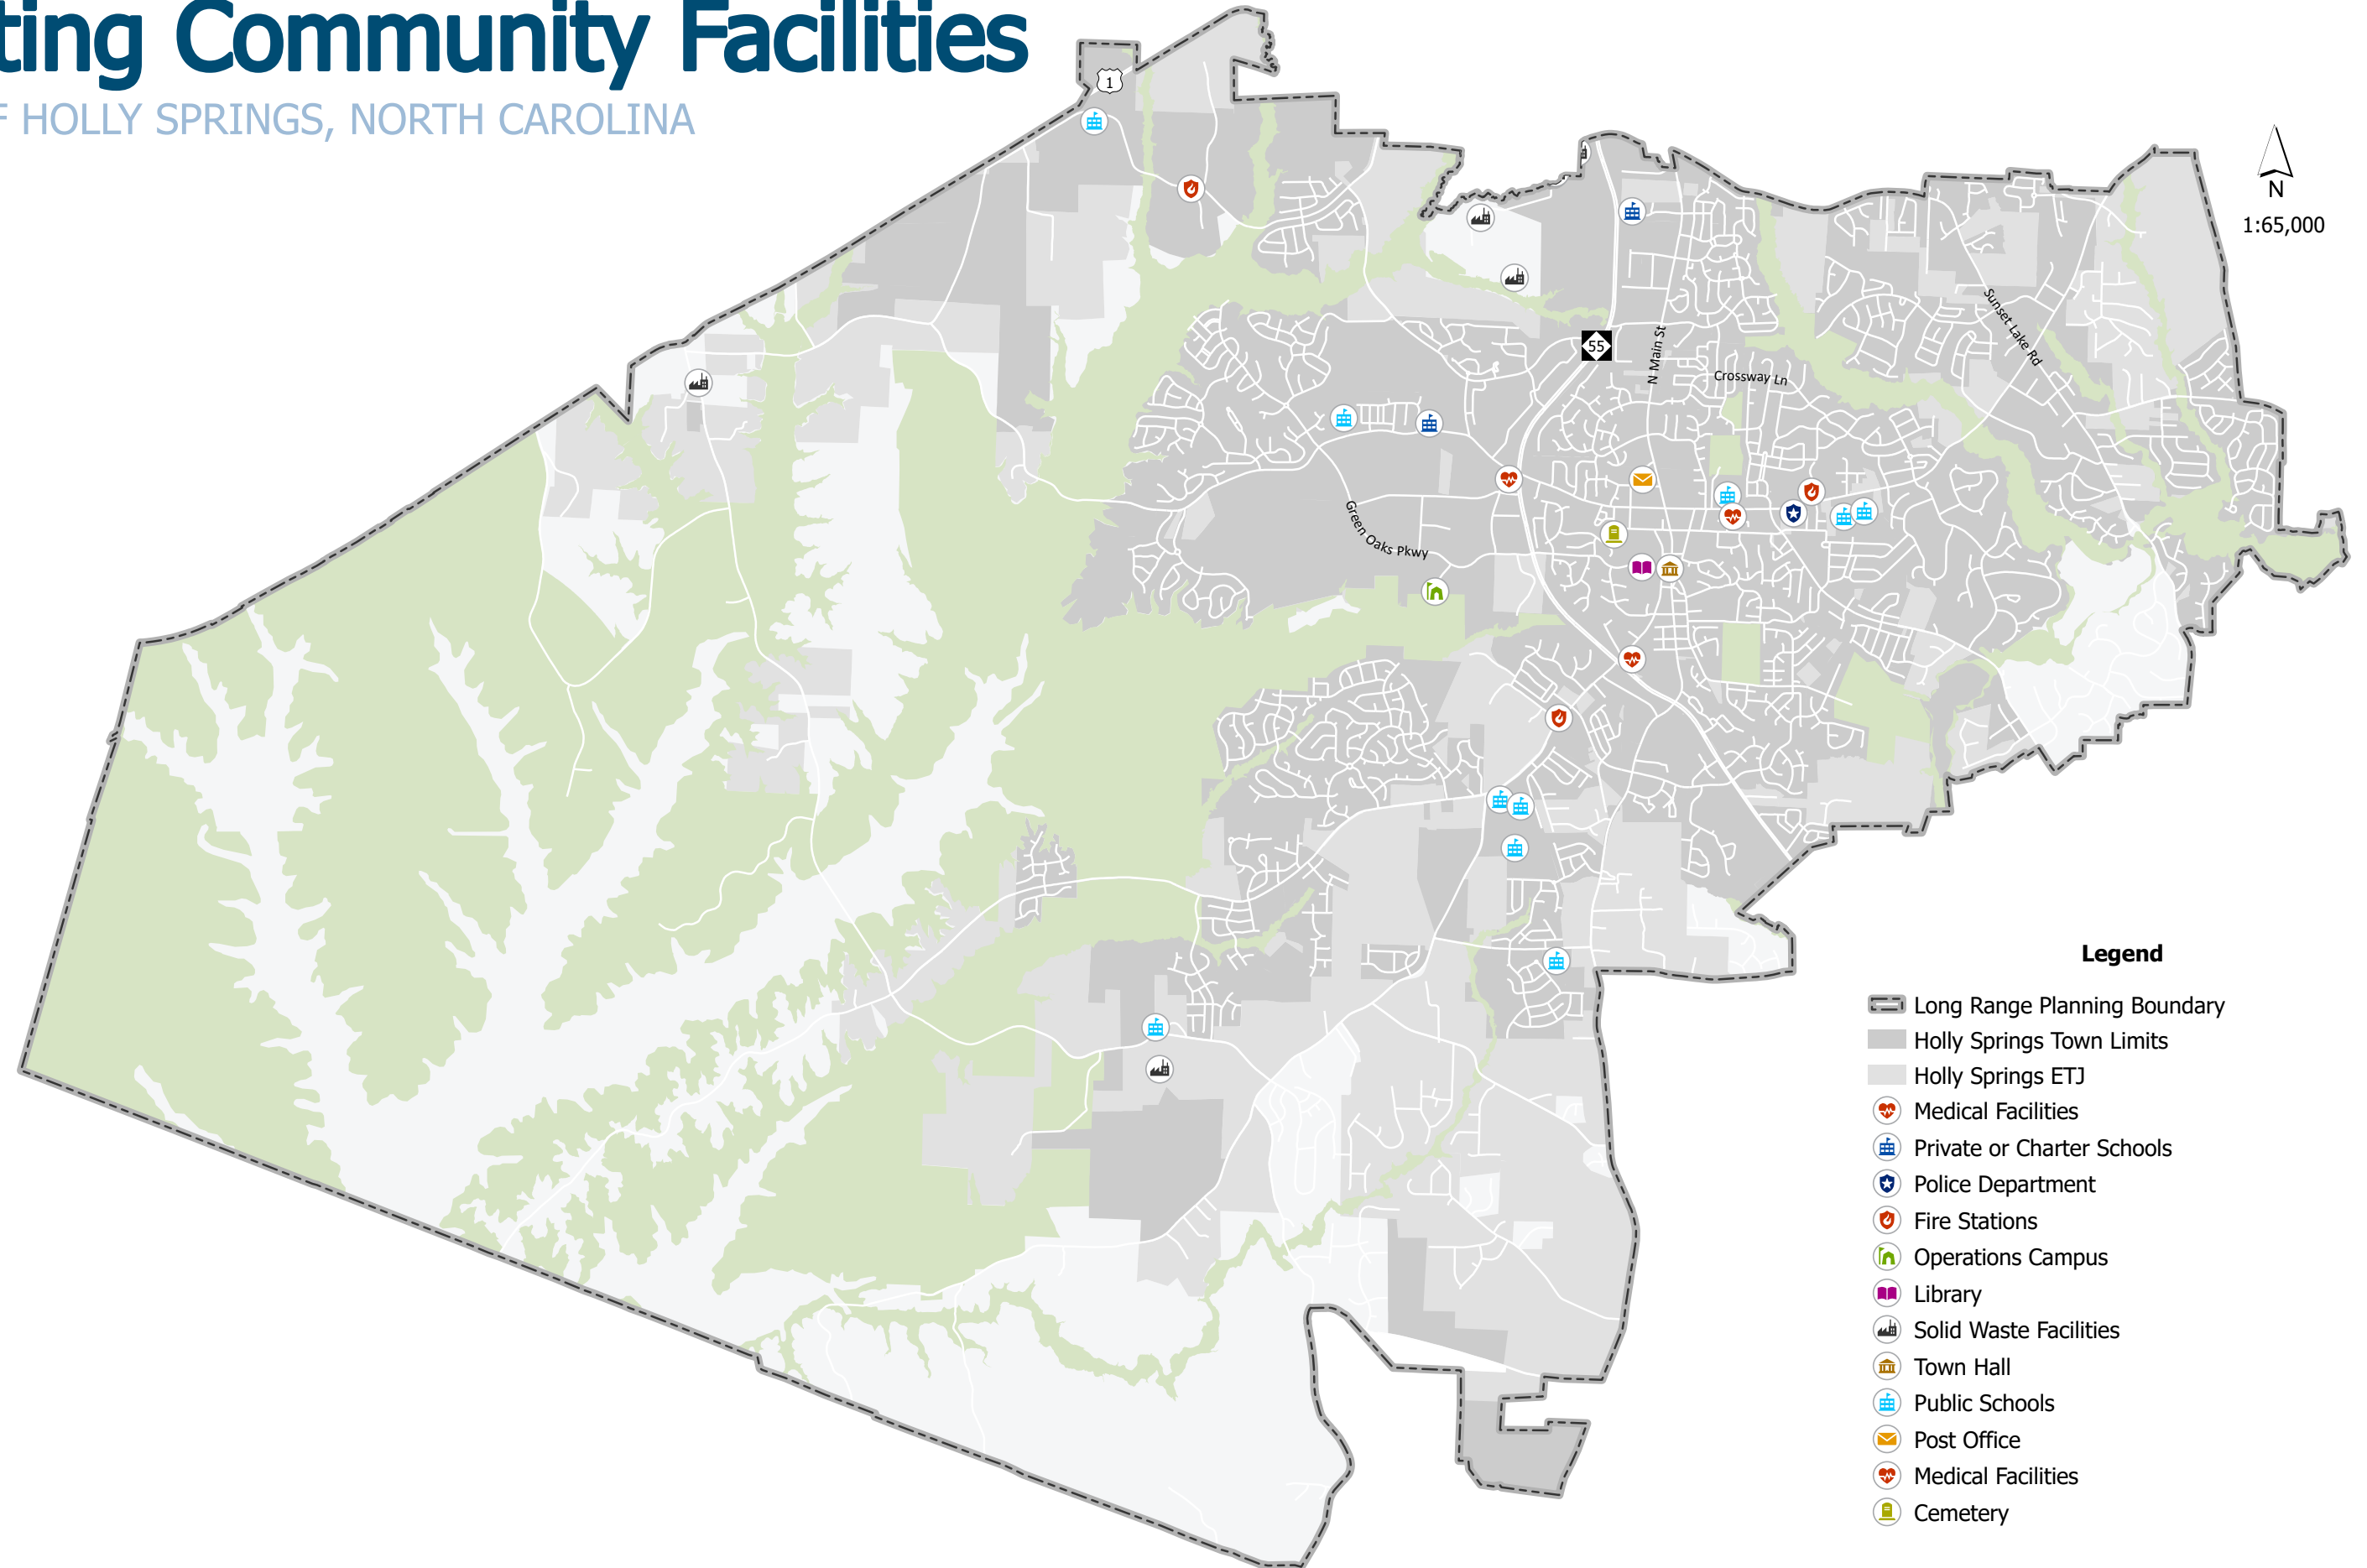 ting Community Facilities
F HOLLY SPRINGS, NORTH CAROLINA
1
N
1:65,000
Sunset Lake Rd
55
N Main St
Crossway Ln
Green Oaks Pkwy
Legend
Long Range Planning Boundary
Holly Springs Town Limits
Holly Springs ETJ
Medical Facilities
Private or Charter Schools
Police Department
Fire Stations
Operations Campus
Library
Solid Waste Facilities
Town Hall
Public Schools
Post Office
Medical Facilities
Cemetery